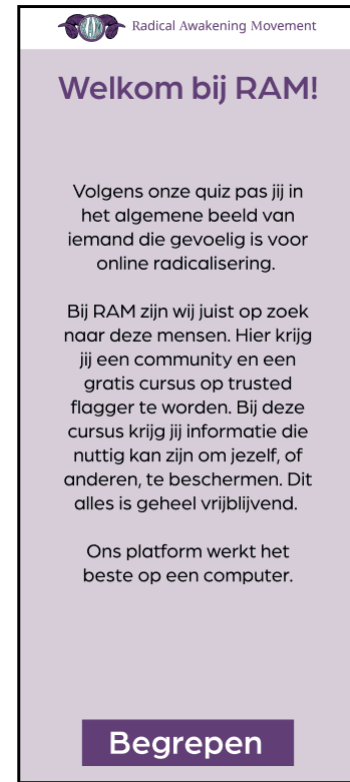 Radical Awakening Movement
Welkom bij RAM!
Volgens onze quiz pas jij in
het algemene beeld van
iemand die gevoelig is voor
online radicalisering.
Bij RAM zijn wij juist op zoek
naar deze mensen. Hier krijg
jij een community en een
gratis cursus op trusted
flagger te worden. Bij deze
cursus krijg jij informatie die
nuttig kan zijn om jezelf, of
anderen, te beschermen. Dit
alles is geheel vrijblijvend.
Ons platform werkt het
beste op een computer.
Begrepen